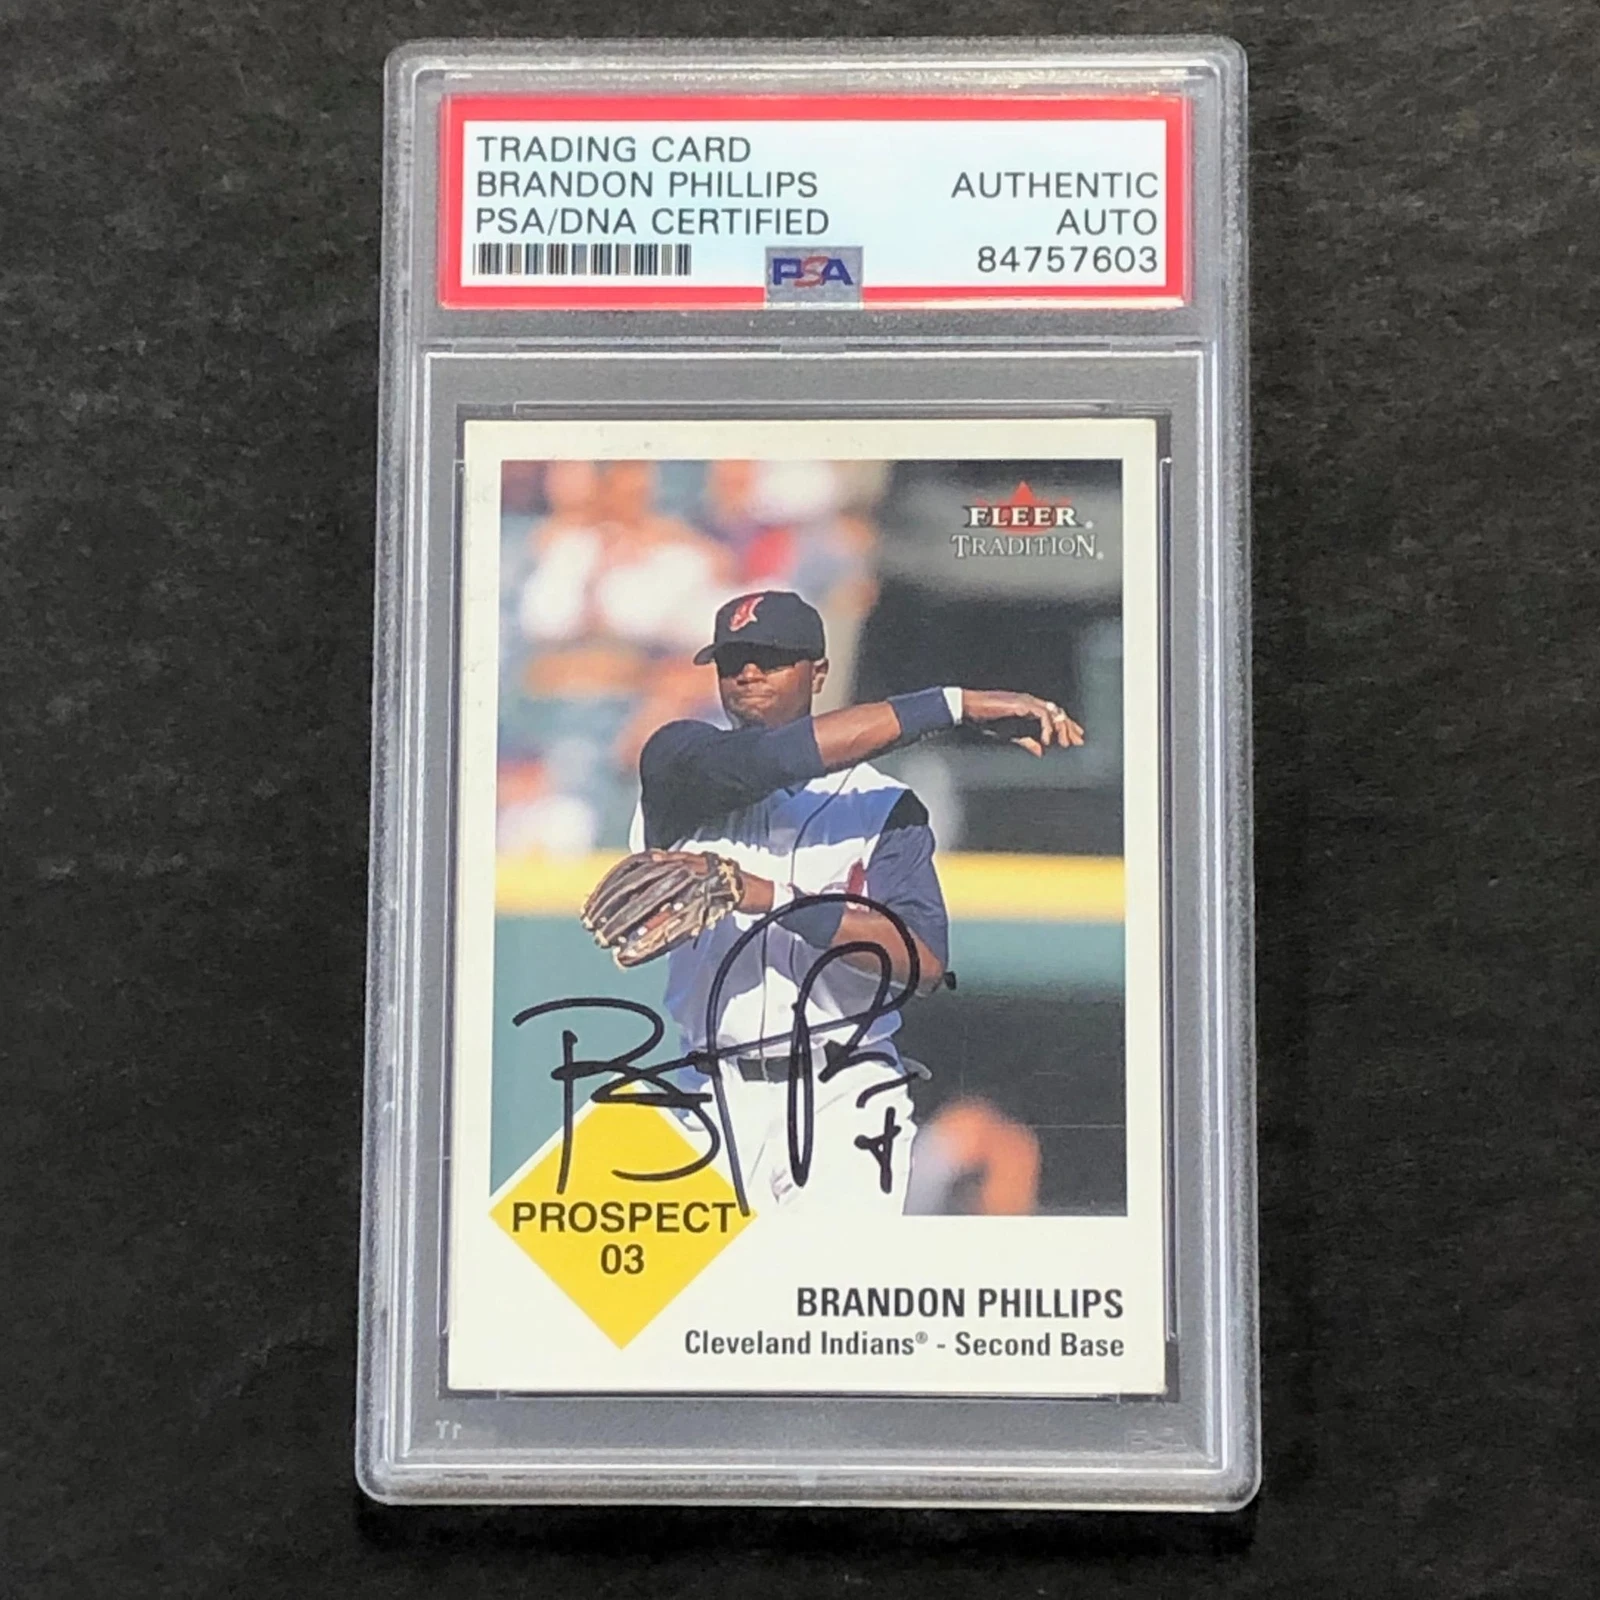 TRADING CARD
BRANDON PHILLIPS
PSA/DNA CERTIFIED
AUTHENTIC
AUTO
84757603
PSA
FLEER®
TRADITION®
PROSPECT
03
BRANDON PHILLIPS
Cleveland Indians® - Second Base